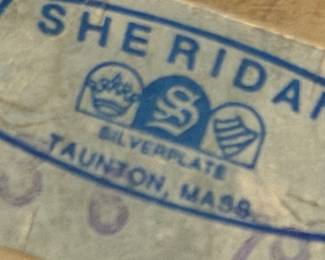 SHERIDAN
S
SILVERPLATE
TAUNTON, MASS.